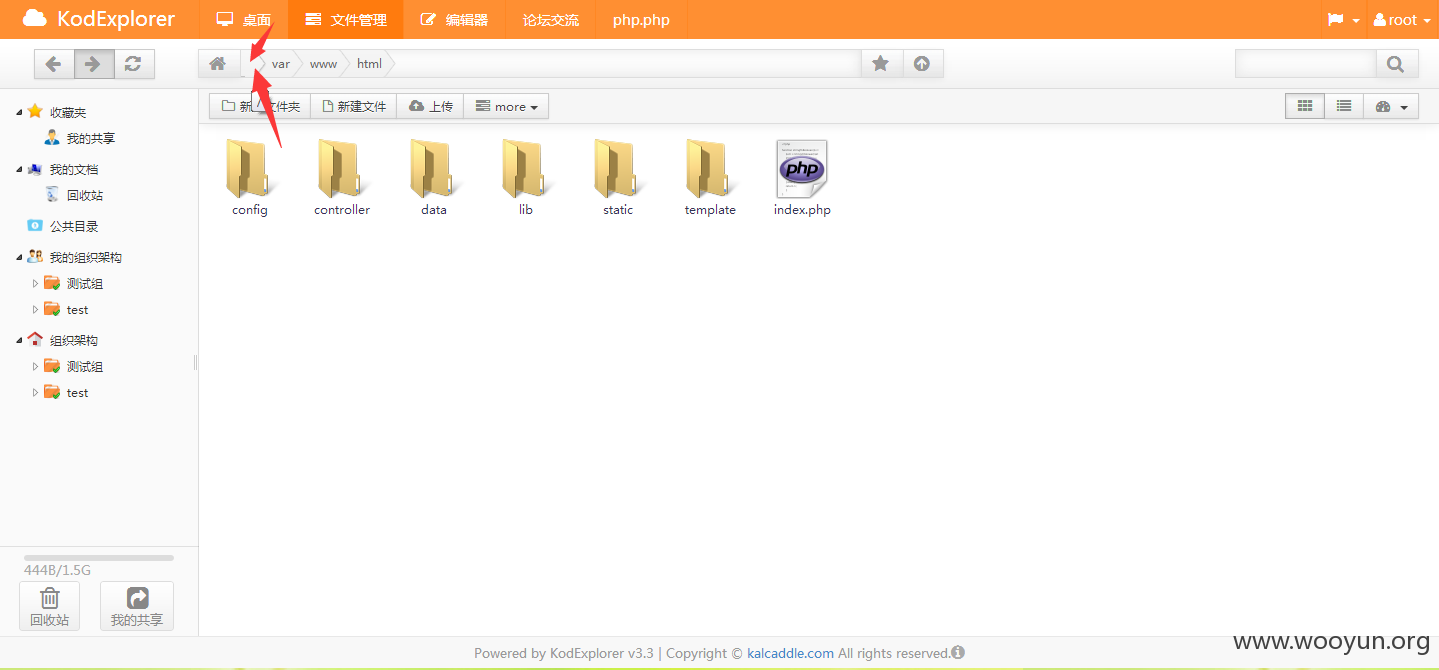 KodExplorer 桌面 文件管理 编辑器 论坛交流 php.php root
var www html
收藏夹
我的共享
我的文档
回收站
公共目录
我的组织架构
测试组
test
组织架构
测试组
test
444B/1.5G
回收站 我的共享
新 文件夹 新建文件 上传 more
/
config controller data lib static template index.php
php
Powered by KodExplorer v3.3 | Copyright © kalcaddle.com All rights reserved.
www.wooyun.org